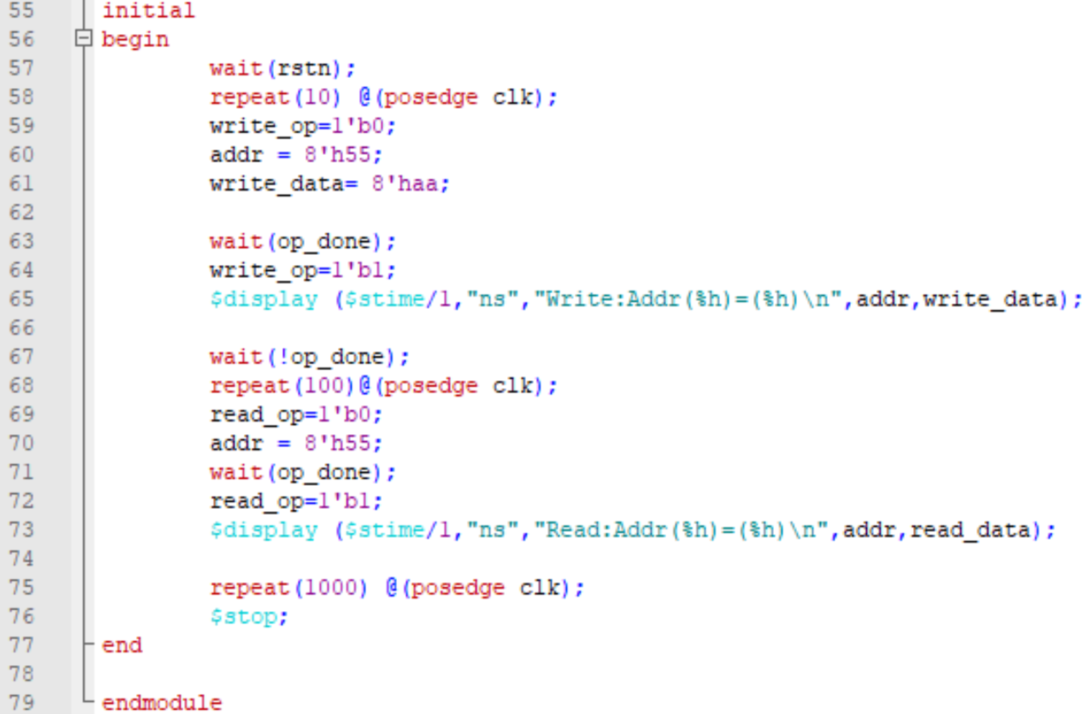 55 initial
56 begin
57 wait(rstn);
58 repeat(10) @(posedge clk);
59 write_op=1'b0;
60 addr = 8'h55;
61 write_data= 8'haa;
62
63 wait(op_done);
64 write_op=1'b1;
65 $display ($stime/1,"ns","Write:Addr(%h)=(%h)\n",addr,write_data);
66
67 wait(!op_done);
68 repeat(100)@(posedge clk);
69 read_op=1'b0;
70 addr = 8'h55;
71 wait(op_done);
72 read_op=1'b1;
73 $display ($stime/1,"ns","Read:Addr(%h)=(%h)\n",addr,read_data);
74
75 repeat(1000) @(posedge clk);
76 $stop;
77 end
78
79 endmodule